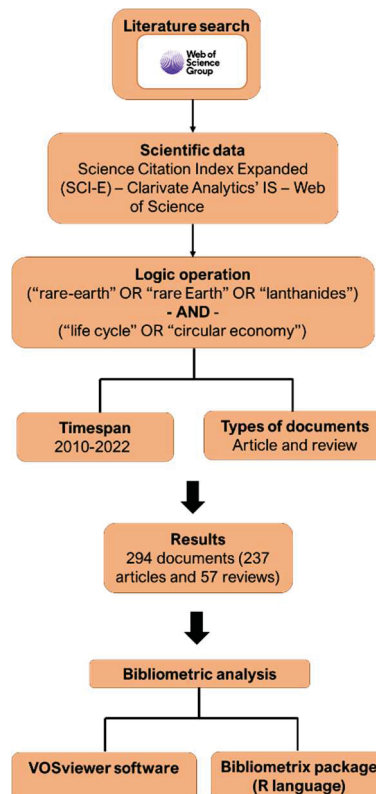 Literature search
Web of
Science
Group
Scientific data
Science Citation Index Expanded
(SCI-E) – Clarivate Analytics' IS – Web
of Science
Logic operation
("rare-earth" OR "rare Earth" OR "lanthanides")
- AND -
("life cycle" OR "circular economy")
Timespan
2010-2022
Types of documents
Article and review
Results
294 documents (237
articles and 57 reviews)
Bibliometric analysis
VOSviewer software
Bibliometrix package
(R language)